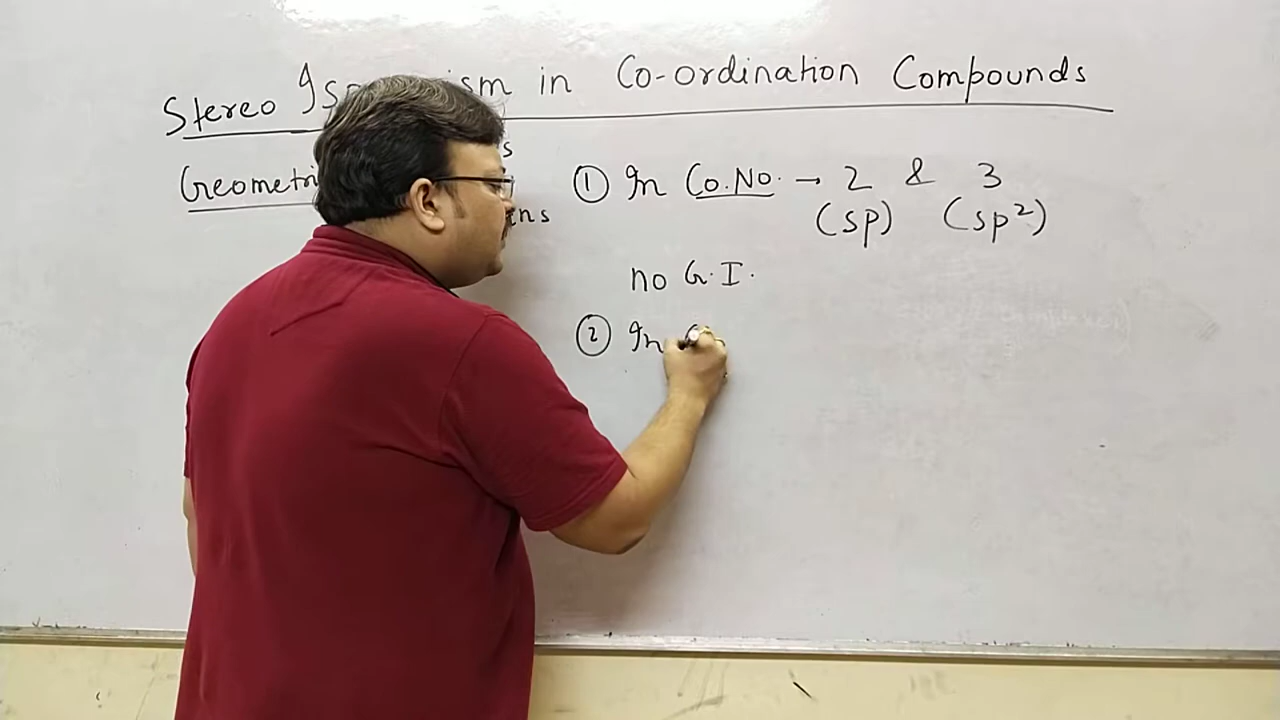 Stereo Is ism in Co-ordination Compounds
Geometri
s
ns
① In Co.No. → 2 & 3
(sp) (sp²)
no G.I.
② In